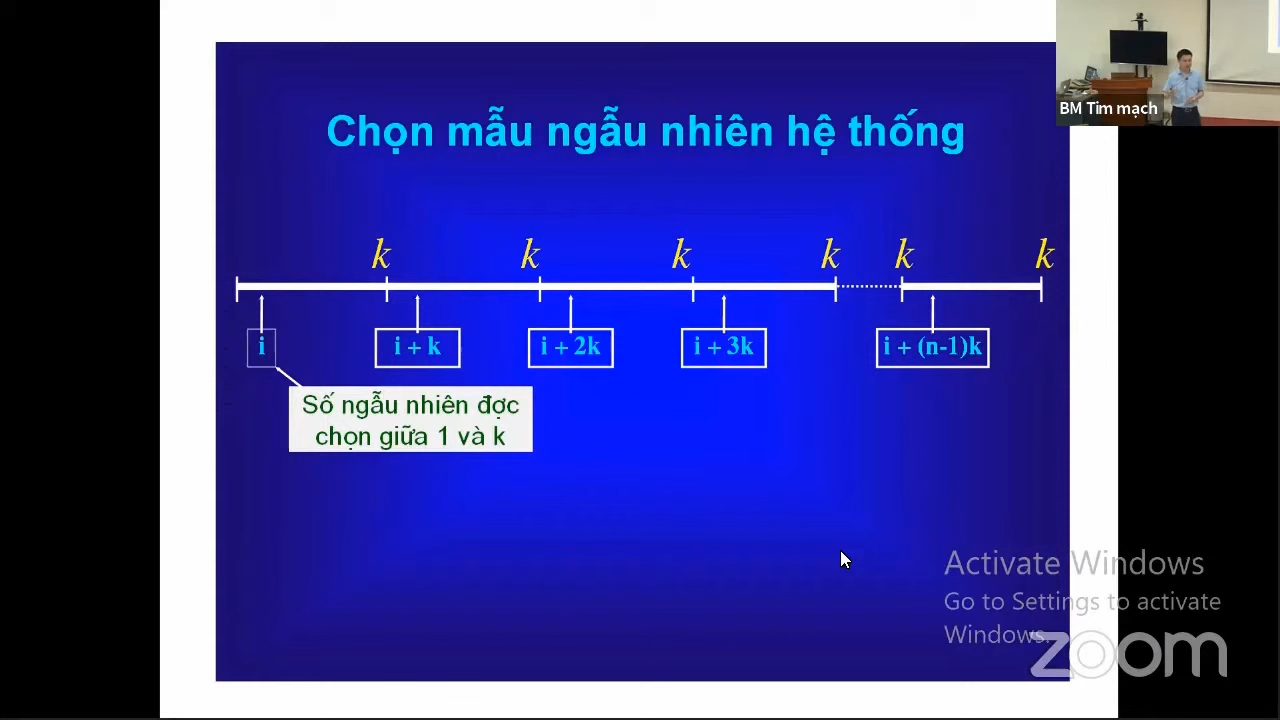 BM Tim mạch
Chọn mẫu ngẫu nhiên hệ thống
k k k k k k
i i + k i + 2k i + 3k i + (n-1)k
Số ngẫu nhiên đợc
chọn giữa 1 và k
Activate Windows
Go to Settings to activate
Windows.
zoom